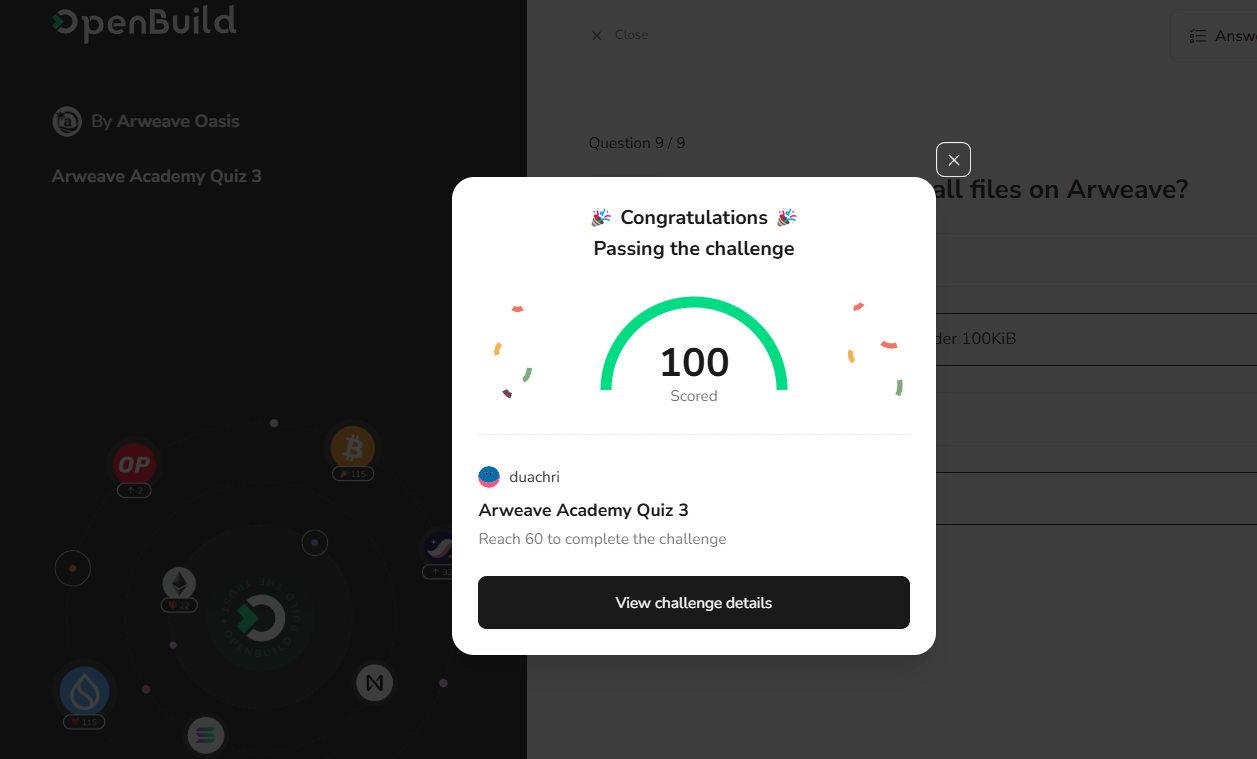 OpenBuild
Close
Answe
By Arweave Oasis
Question 9 / 9
Arweave Academy Quiz 3
all files on Arweave?
🎉 Congratulations 🎉
Passing the challenge
der 100KiB
100
Scored
OP
7
115
duachri
Arweave Academy Quiz 3
Reach 60 to complete the challenge
22
View challenge details
115